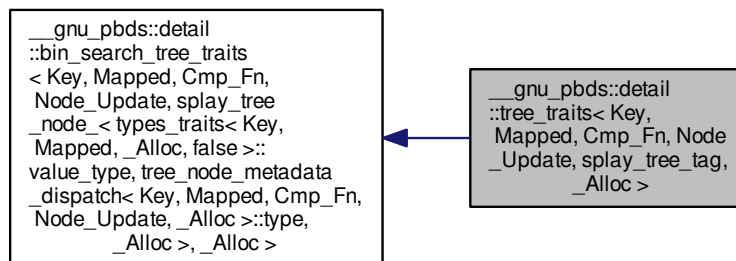 __gnu_pbds::detail
::bin_search_tree_traits
< Key, Mapped, Cmp_Fn,
Node_Update, splay_tree
_node_< types_traits< Key,
Mapped, _Alloc, false >::
value_type, tree_node_metadata
_dispatch< Key, Mapped, Cmp_Fn,
Node_Update, _Alloc >::type,
_Alloc >, _Alloc >
__gnu_pbds::detail
::tree_traits< Key,
Mapped, Cmp_Fn, Node
_Update, splay_tree_tag,
_Alloc >